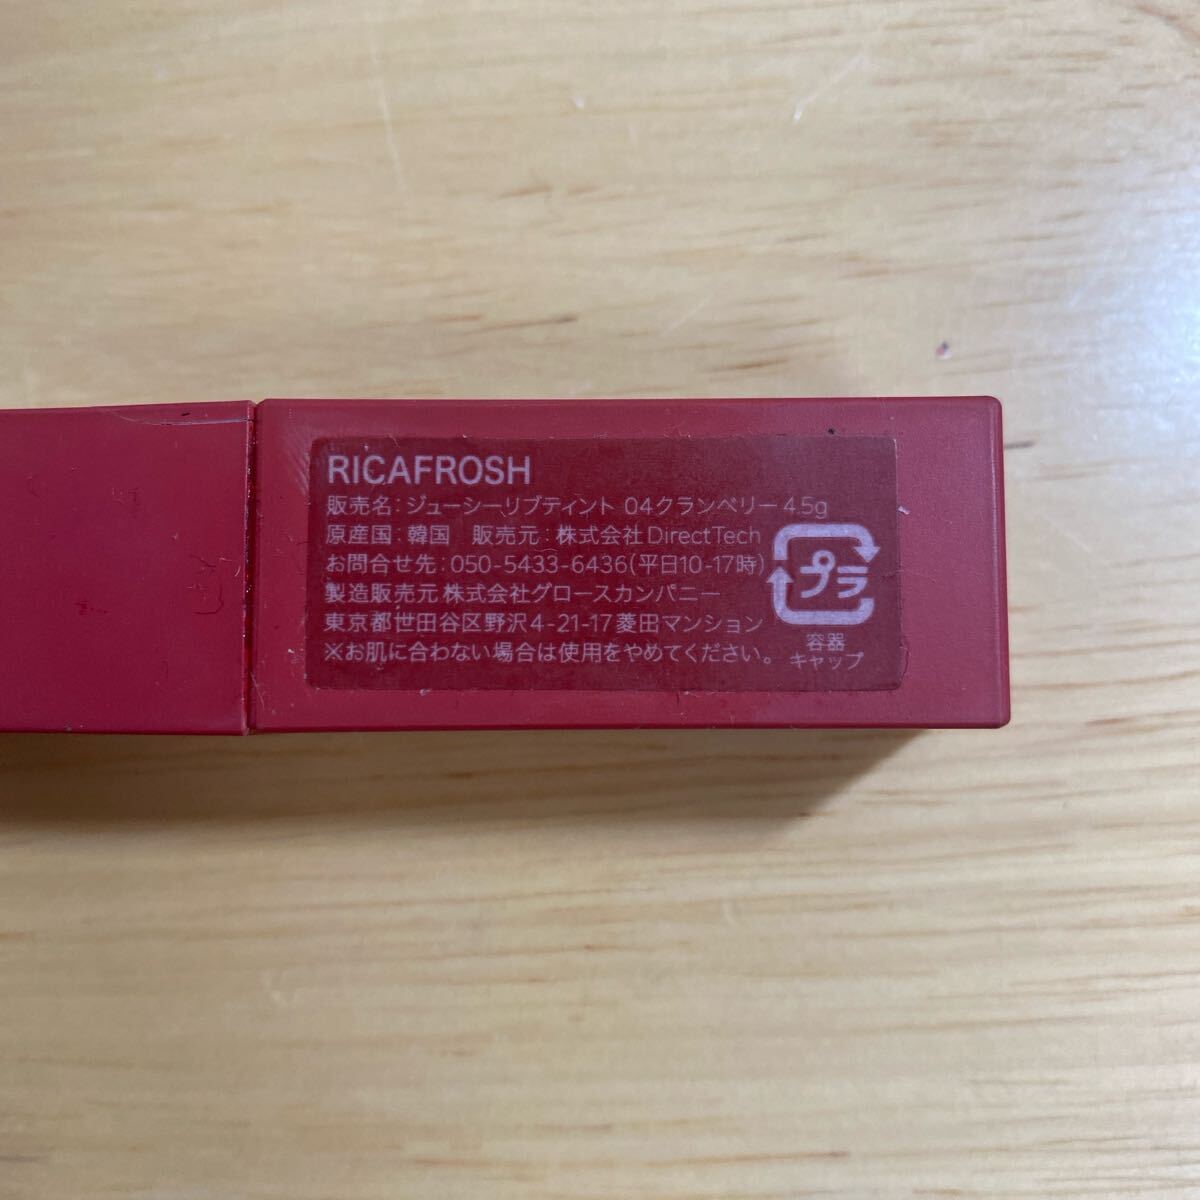 RICAFROSH
販売名：ジューシーリブティント 04クランベリー 4.5g
原産国：韓国 販売元：株式会社DirectTech
お問合せ先：050-5433-6436(平日10-17時)
製造販売元 株式会社グロースカンパニー
東京都世田谷区野沢4-21-17菱田マンション
※お肌に合わない場合は使用をやめてください。
プラ
容器
キャップ